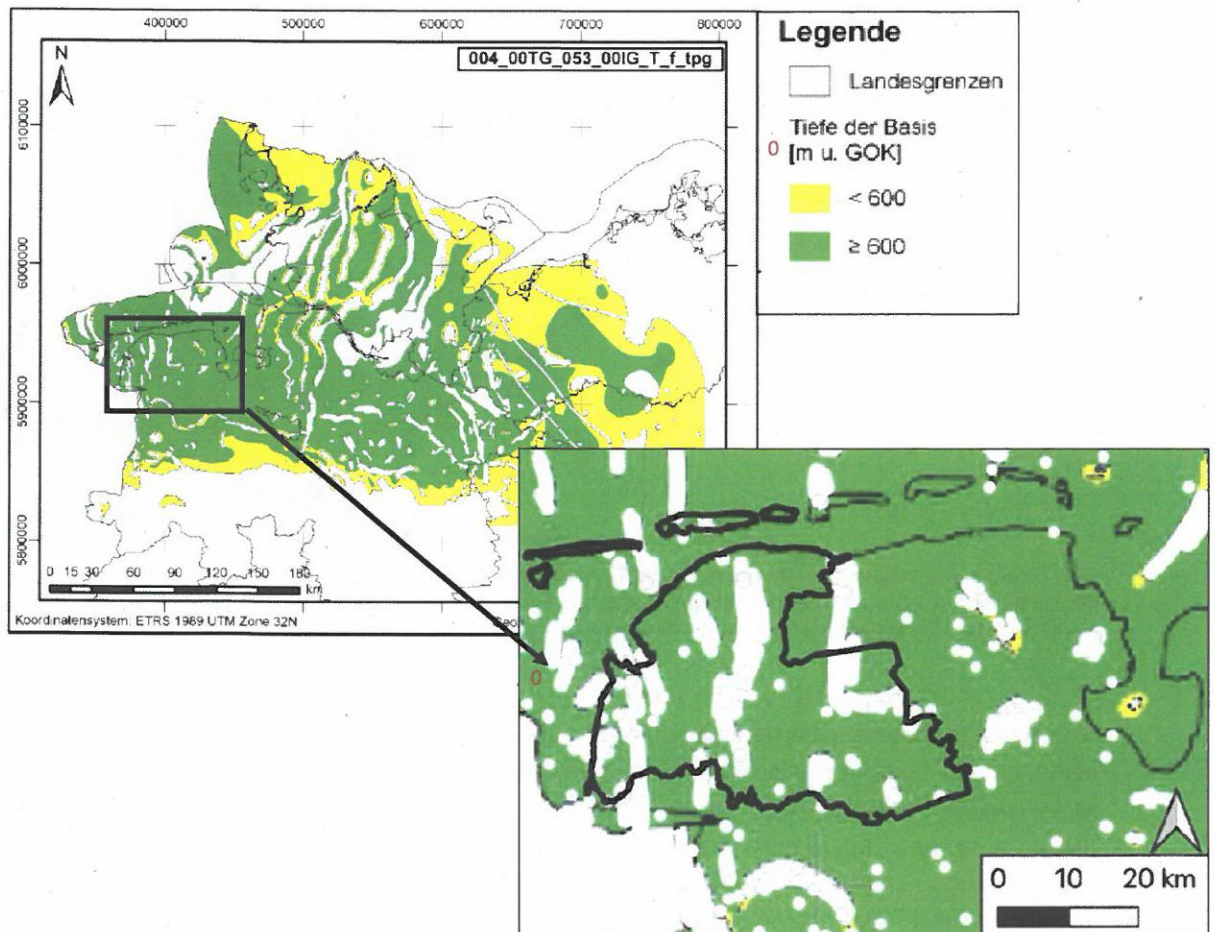 400000 500000 600000 700000 800000
N
004_00TG_053_00IG_T_f_tpg
6100000
6000000
5900000
5800000
0 15 30 60 90 120 150 180
km
Koordinatensystem: ETRS 1989 UTM Zone 32N
Geo
Legende
Landesgrenzen
Tiefe der Basis
0 [m u. GOK]
< 600
≥ 600
0
0 10 20 km